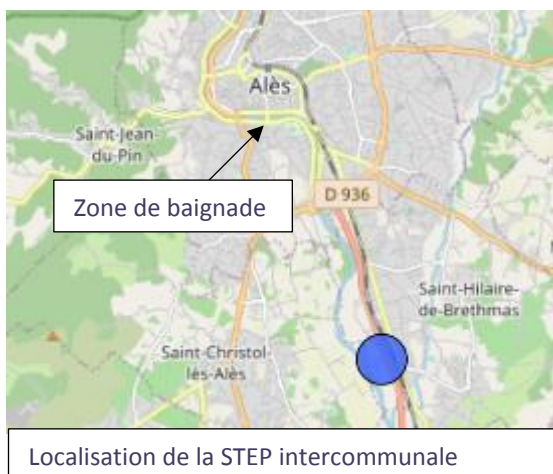 Alès
Saint-Jean-
du-Pin
Zone de baignade
D 936
Saint-Hilaire-
de-Brethmas
Saint-Christol-
lès-Alès
Localisation de la STEP intercommunale